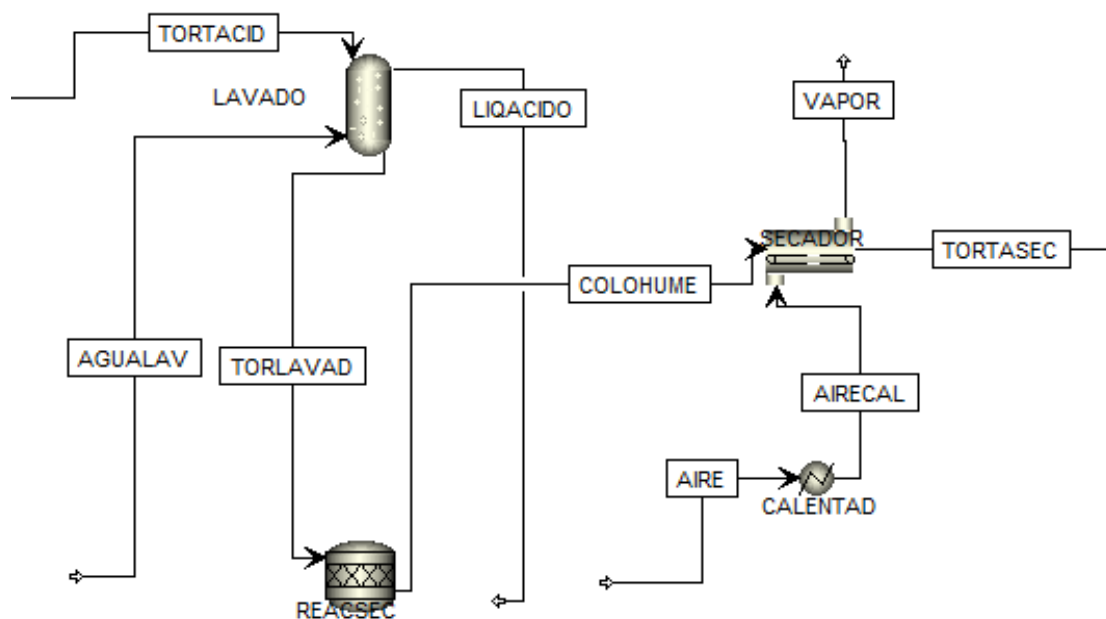 TORTACID
LAVADO
LIQACIDO
VAPOR
SECADOR
TORTASEC
COLOHUME
AGUALAV
TORLAVAD
AIRECAL
AIRE
CALENTAD
REACSEC